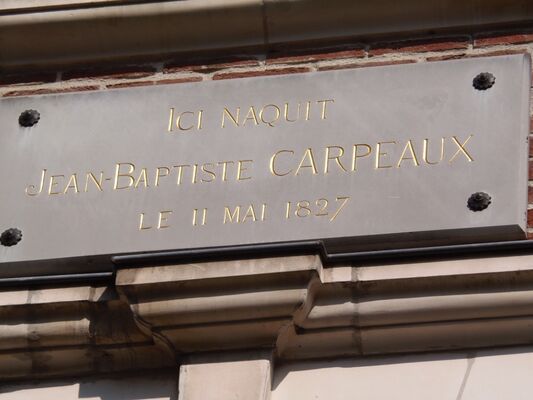 ICI NAQUIT
JEAN-BAPTISTE CARPEAUX
LE 11 MAI 1827